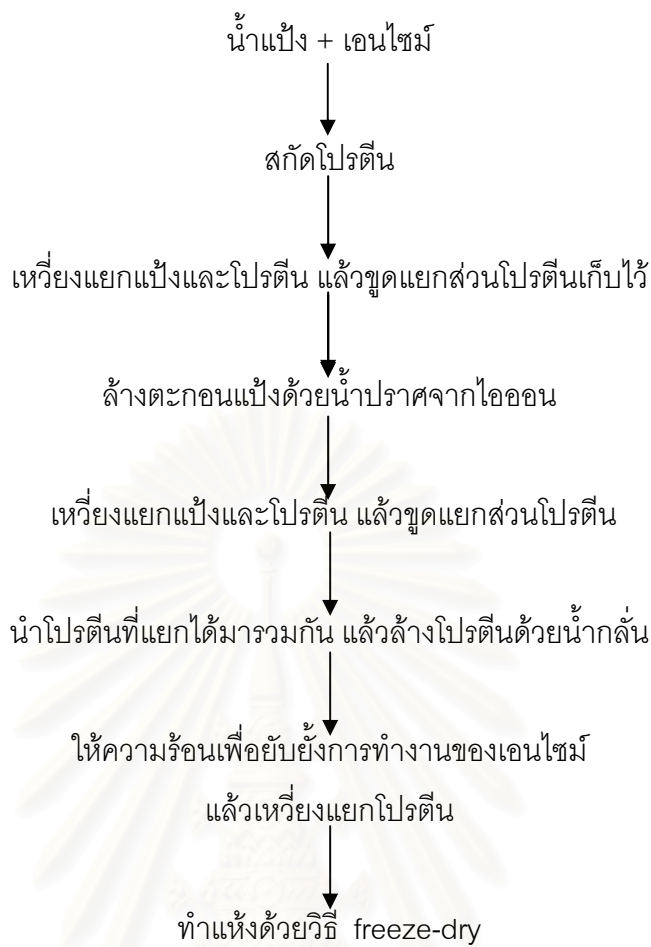 น้ำแป้ง + เอนไซม์
สกัดโปรตีน
เหวี่ยงแยกแป้งและโปรตีน แล้วขูดแยกส่วนโปรตีนเก็บไว้
ล้างตะกอนแป้งด้วยน้ำปราศจากไอออน
เหวี่ยงแยกแป้งและโปรตีน แล้วขูดแยกส่วนโปรตีน
นำโปรตีนที่แยกได้มารวมกัน แล้วล้างโปรตีนด้วยน้ำกลั่น
ให้ความร้อนเพื่อยับยั้งการทำงานของเอนไซม์
แล้วเหวี่ยงแยกโปรตีน
ทำแห้งด้วยวิธี freeze-dry